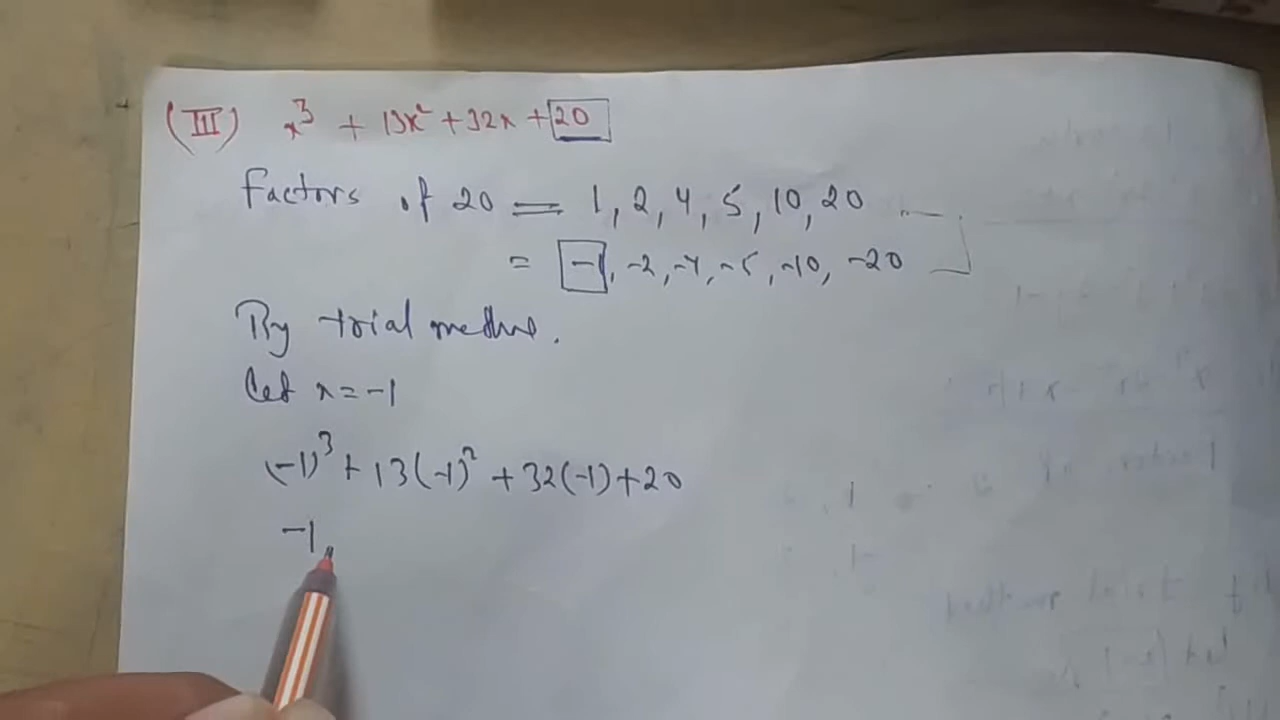 (III) x³ + 13x² + 32x + 20
Factors of 20 = 1, 2, 4, 5, 10, 20
= -1, -2, -4, -5, -10, -20
By trial
Let x = -1
(-1)³ + 13(-1)² + 32(-1) + 20
-1